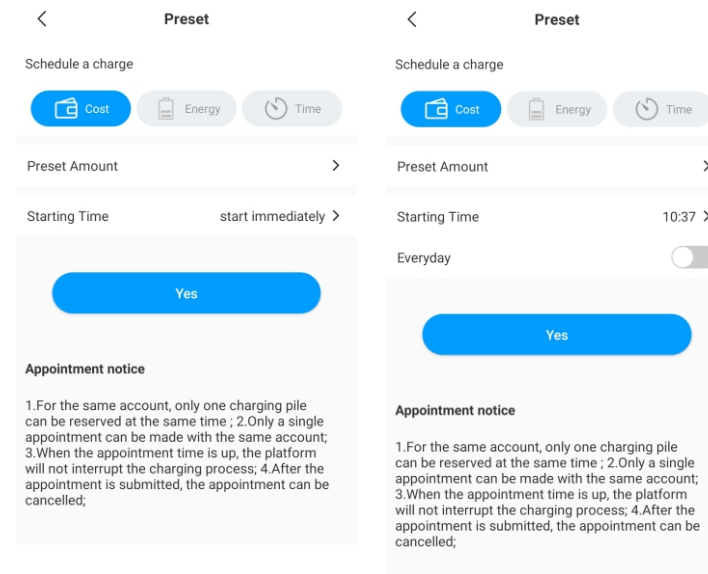 Preset
Schedule a charge
Cost Energy Time
Preset Amount
Starting Time start immediately
Yes
Appointment notice
1.For the same account, only one charging pile
can be reserved at the same time ; 2.Only a single
appointment can be made with the same account;
3.When the appointment time is up, the platform
will not interrupt the charging process; 4.After the
appointment is submitted, the appointment can be
cancelled;
Preset
Schedule a charge
Cost Energy Time
Preset Amount
Starting Time 10:37
Everyday
Yes
Appointment notice
1.For the same account, only one charging pile
can be reserved at the same time ; 2.Only a single
appointment can be made with the same account;
3.When the appointment time is up, the platform
will not interrupt the charging process; 4.After the
appointment is submitted, the appointment can be
cancelled;